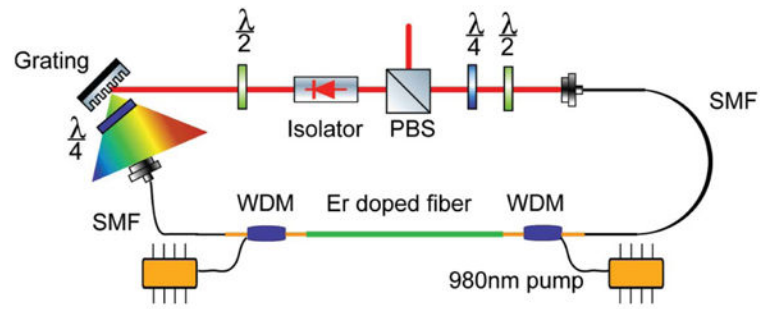 λ
2
λ
4
λ
2
Grating
Isolator
PBS
SMF
λ
4
SMF
WDM
Er doped fiber
WDM
980nm pump